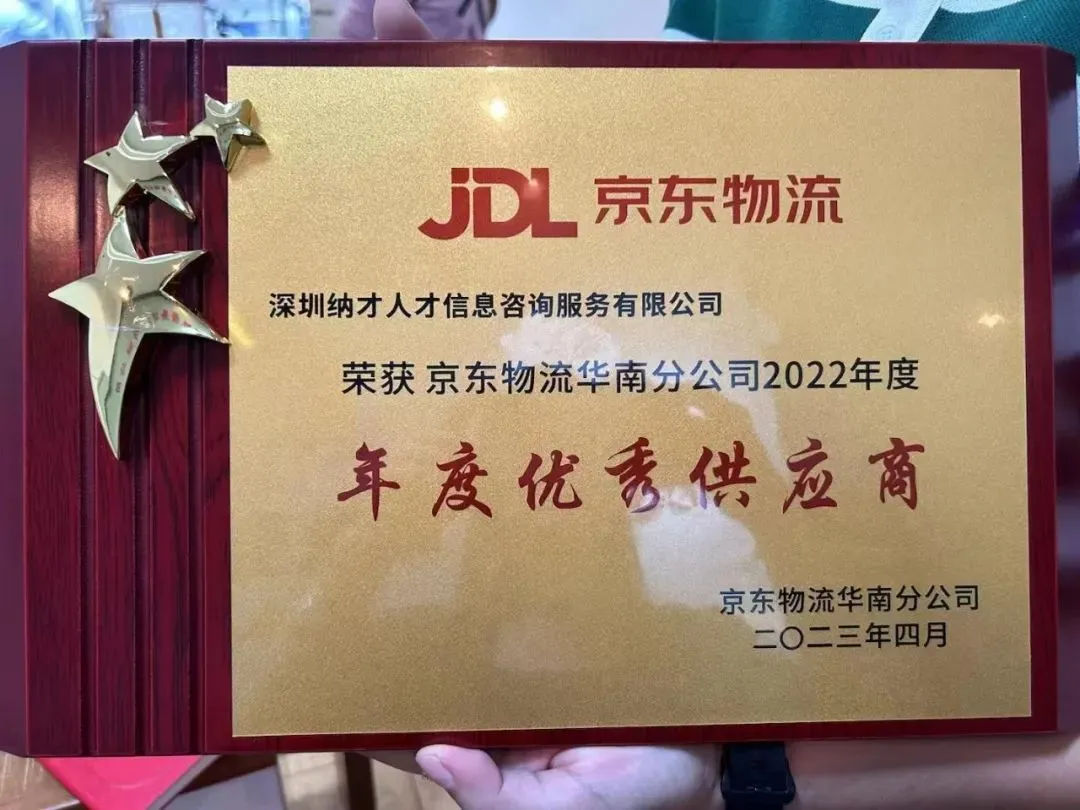 JDL 京东物流
深圳纳才人才信息咨询服务有限公司
荣获 京东物流华南分公司2022年度
年度优秀供应商
京东物流华南分公司
二〇二三年四月